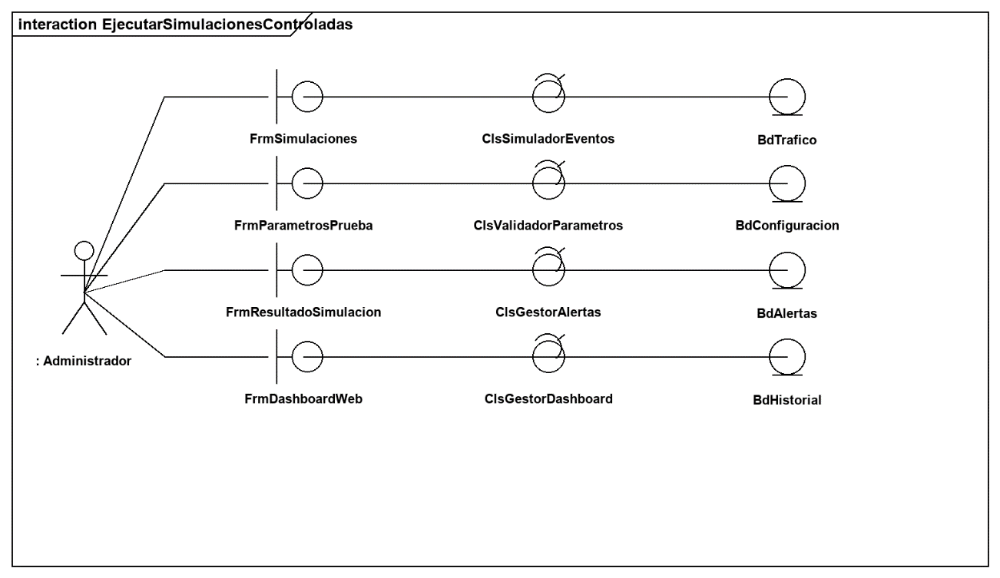 interaction EjecutarSimulacionesControladas
FrmSimulaciones
ClsSimuladorEventos
BdTrafico
FrmParametrosPrueba
ClsValidadorParametros
BdConfiguracion
FrmResultadoSimulacion
ClsGestorAlertas
BdAlertas
: Administrador
FrmDashboardWeb
ClsGestorDashboard
BdHistorial